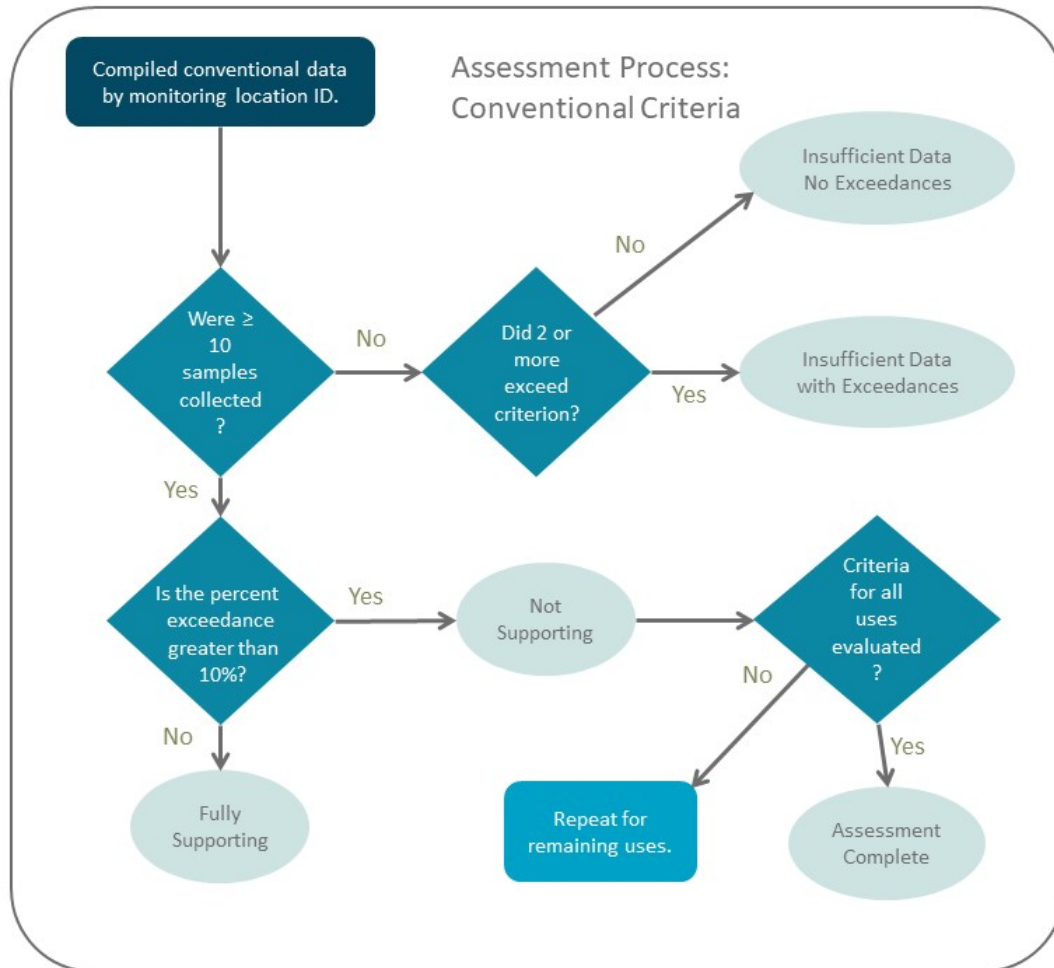 Compiled conventional data
by monitoring location ID.
Assessment Process:
Conventional Criteria
Insufficient Data
No Exceedances
No
Were ≥
10
samples
collected
?
No
Did 2 or
more
exceed
criterion?
Yes
Insufficient Data
with Exceedances
Yes
Is the percent
exceedance
greater than
10%?
Yes
Not
Supporting
Criteria
for all
uses
evaluated
?
No
No
Yes
Fully
Supporting
Repeat for
remaining uses.
Assessment
Complete